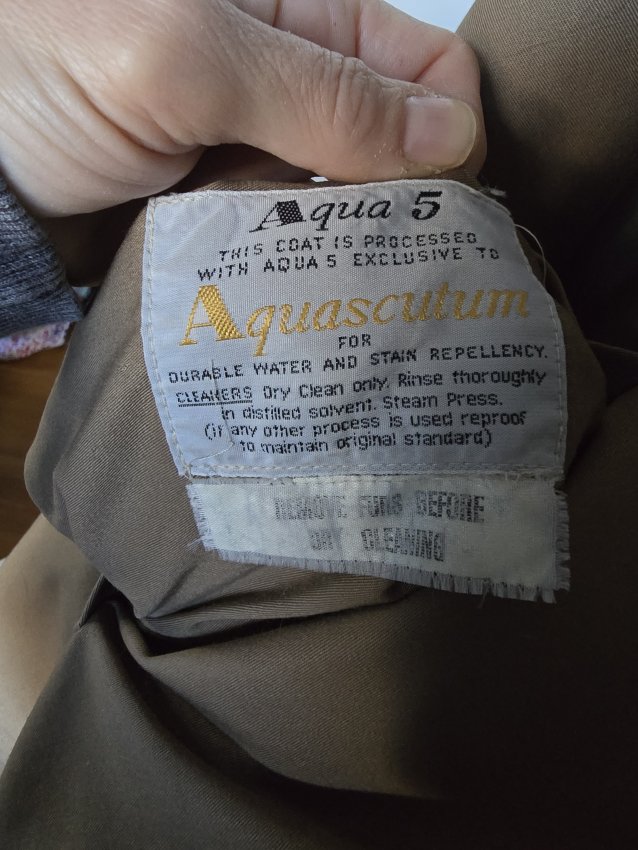 Aqua 5
THIS COAT IS PROCESSED
WITH AQUA 5 EXCLUSIVE TO
Aquascutum
FOR
DURABLE WATER AND STAIN REPELLENCY.
CLEANERS Dry Clean only. Rinse thoroughly
in distilled solvent. Steam Press.
(if any other process is used reproof
to maintain original standard)
REMOVE FURS BEFORE
DRY CLEANING